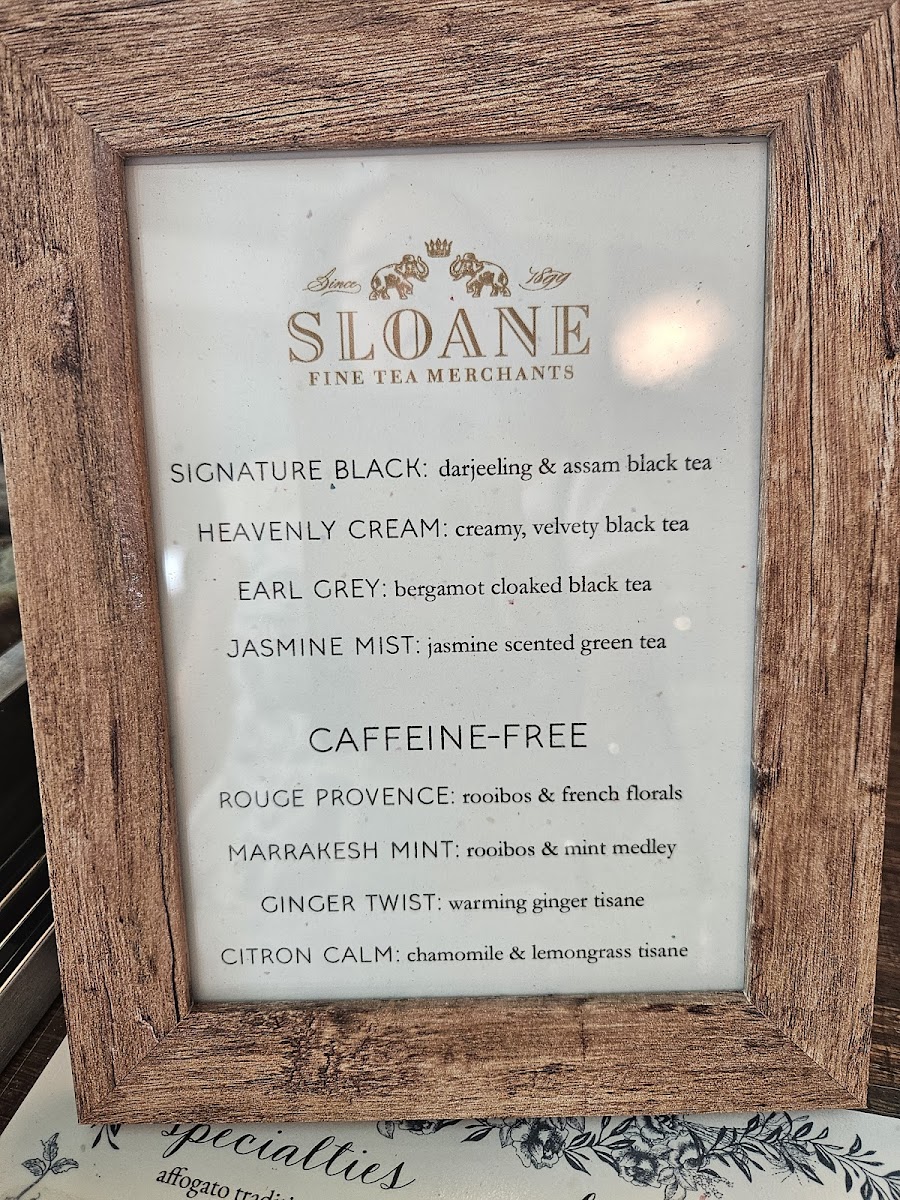 Since 1899
SLOANE
FINE TEA MERCHANTS
SIGNATURE BLACK: darjeeling & assam black tea
HEAVENLY CREAM: creamy, velvety black tea
EARL GREY: bergamot cloaked black tea
JASMINE MIST: jasmine scented green tea
CAFFEINE-FREE
ROUGE PROVENCE: rooibos & french florals
MARRAKESH MINT: rooibos & mint medley
GINGER TWIST: warming ginger tisane
CITRON CALM: chamomile & lemongrass tisane
specialties
affogato